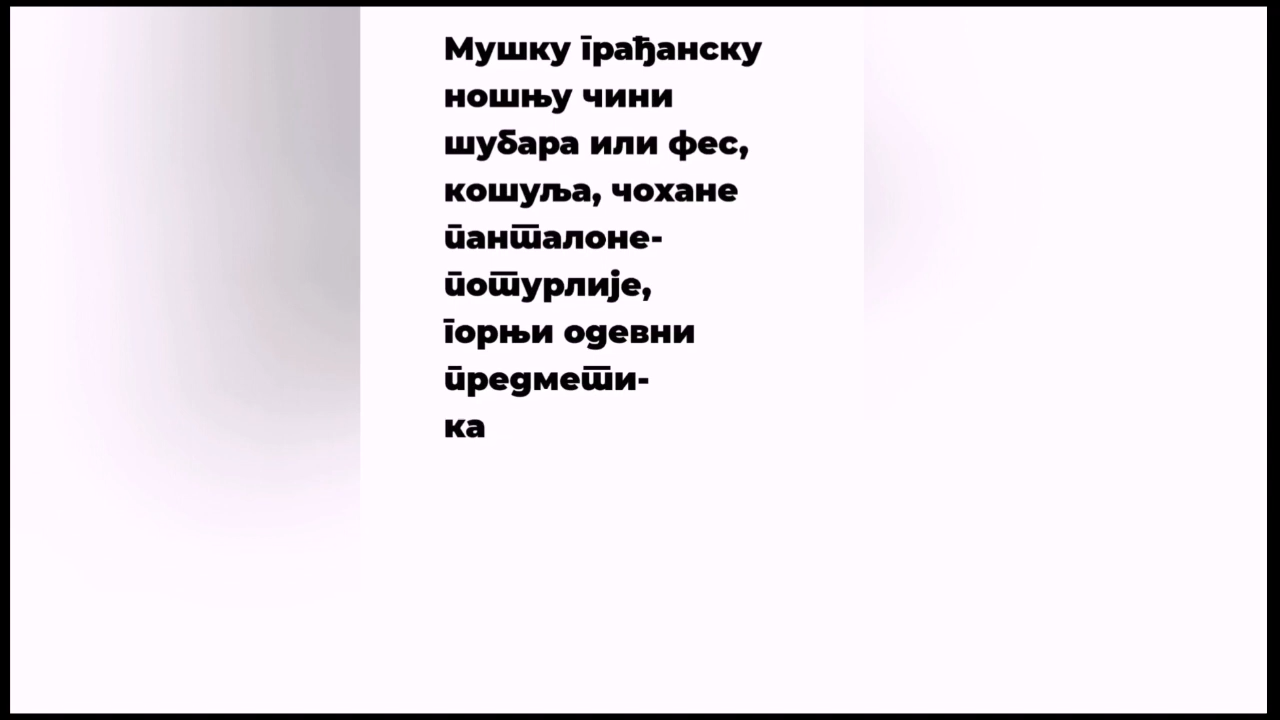 Мушку грађанску
ношњу чини
шубара или фес,
кошуља, чохане
панталоне-
потурлије,
горњи одевни
предмети-
ка